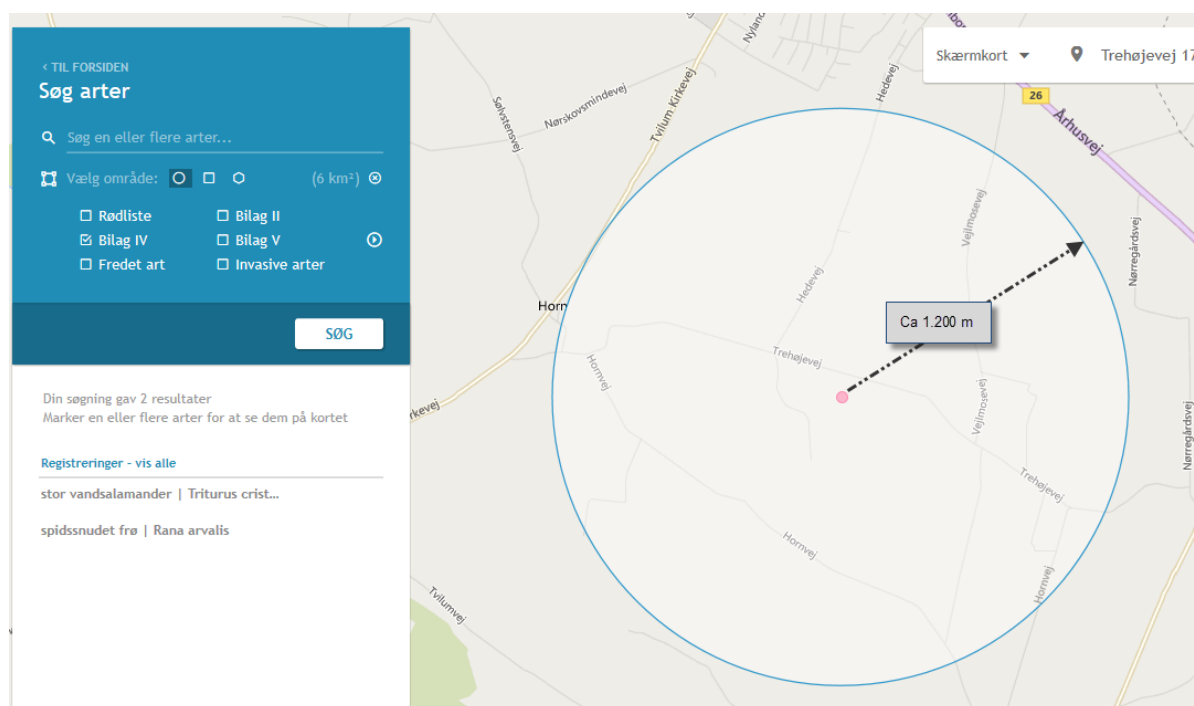 < TIL FORSIDEN
Søg arter
Søg en eller flere arter...
Vælg område: (6 km²)
Rødliste Bilag II
Bilag IV Bilag V
Fredet art Invasive arter
SØG
Din søgning gav 2 resultater
Marker en eller flere arter for at se dem på kortet
Registreringer - vis alle
stor vandsalamander | Triturus crist...
spidssnudet frø | Rana arvalis
Skærmkort Trehøjevej 17
Sølvstensvej
Nørskovsmindevej
Tvilum Kirkevej
Hedevej
26
Århusvej
Vejlmosevej
Nørregårdsvej
Hedevej
Horn
Ca 1.200 m
Hornvej
Trehøjevej
Vejlmosevej
rkevej
Nørregårdsvej
Trehøjevej
Hornvej
Hornvej
Tvilumvej